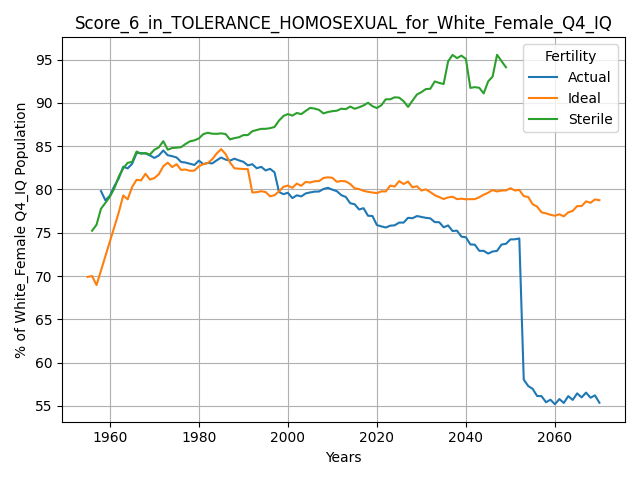 Score_6_in_TOLERANCE_HOMOSEXUAL_for_White_Female_Q4_IQ
% of White_Female Q4_IQ Population
95
90
85
80
75
70
65
60
55
Fertility
Actual
Ideal
Sterile
1960
1980
2000
2020
2040
2060
Years